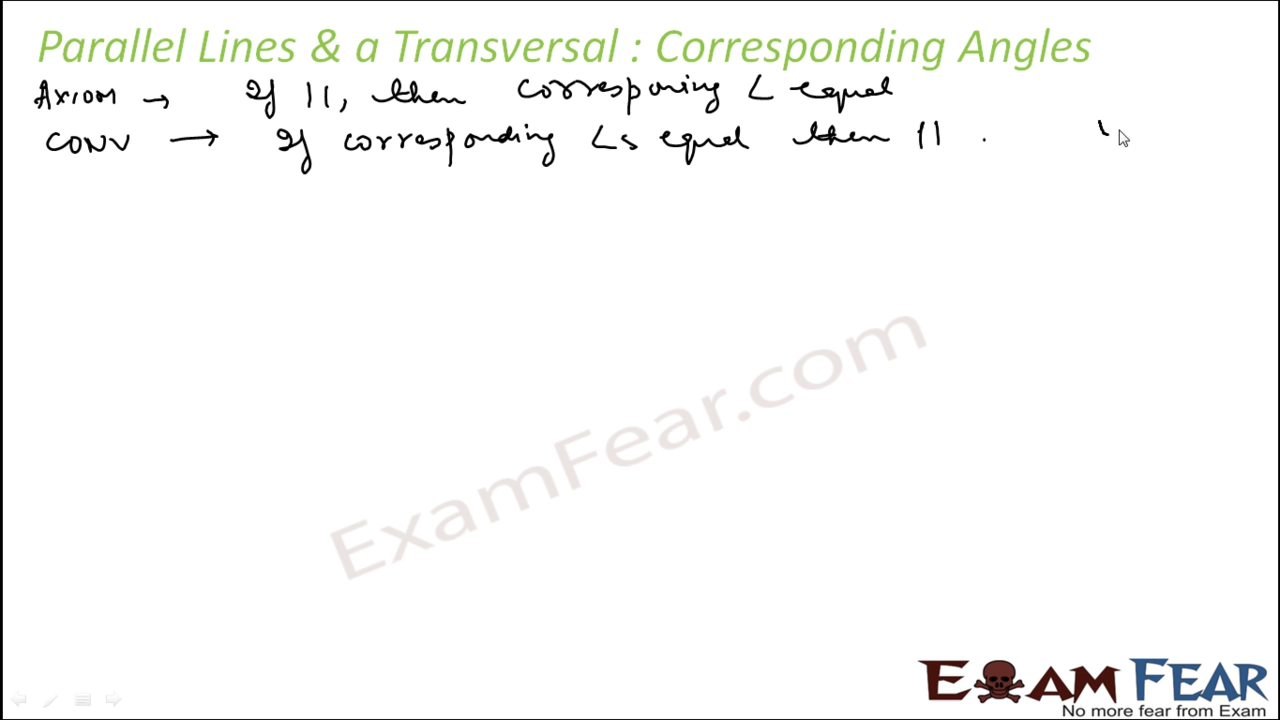 Parallel Lines & a Transversal : Corresponding Angles
AXIOM → If ||, then corresponing ∠ equal
CONV → If corresponding ∠s equal then || .
ExamFear.com
EXAM FEAR
No more fear from Exam